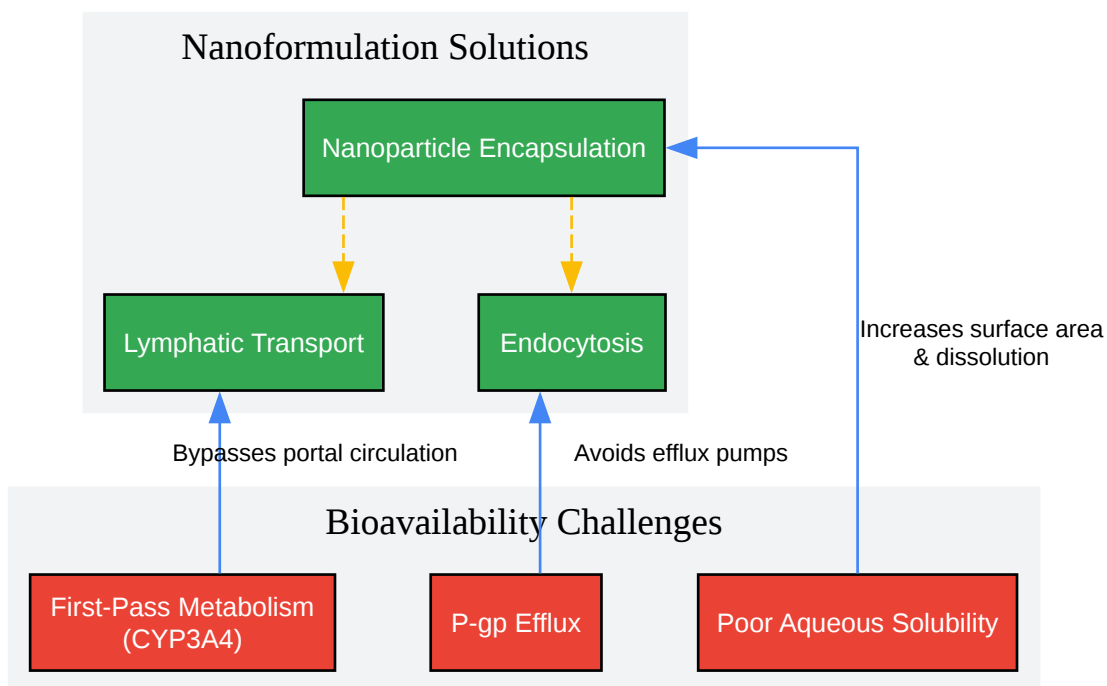 Nanoformulation Solutions
Nanoparticle Encapsulation
Lymphatic Transport
Endocytosis
Increases surface area
& dissolution
Bypasses portal circulation
Avoids efflux pumps
Bioavailability Challenges
First-Pass Metabolism
(CYP3A4)
P-gp Efflux
Poor Aqueous Solubility